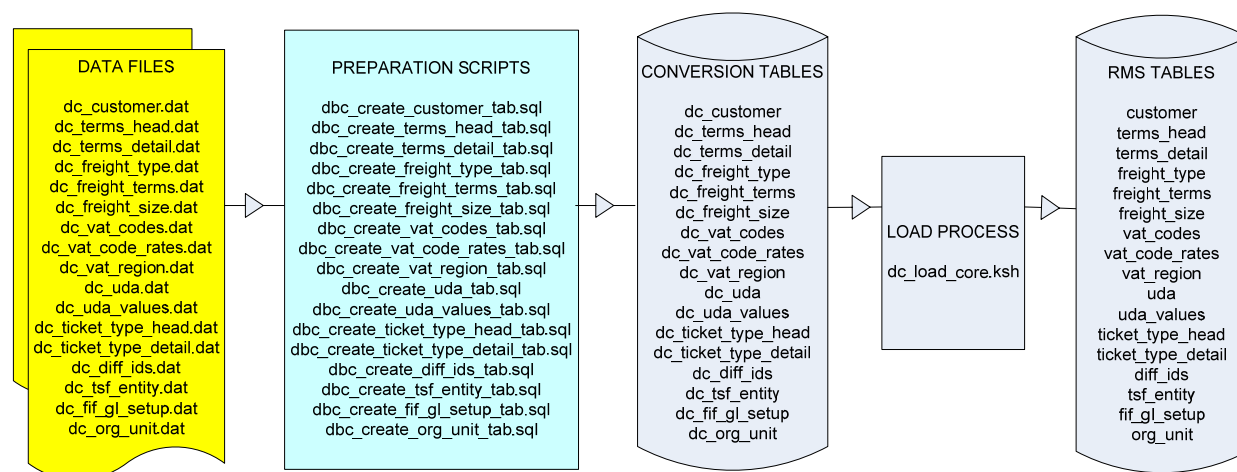 DATA FILES
dc_customer.dat
dc_terms_head.dat
dc_terms_detail.dat
dc_freight_type.dat
dc_freight_terms.dat
dc_freight_size.dat
dc_vat_codes.dat
dc_vat_code_rates.dat
dc_vat_region.dat
dc_uda.dat
dc_uda_values.dat
dc_ticket_type_head.dat
dc_ticket_type_detail.dat
dc_diff_ids.dat
dc_tsf_entity.dat
dc_fif_gl_setup.dat
dc_org_unit.dat
PREPARATION SCRIPTS
dbc_create_customer_tab.sql
dbc_create_terms_head_tab.sql
dbc_create_terms_detail_tab.sql
dbc_create_freight_type_tab.sql
dbc_create_freight_terms_tab.sql
dbc_create_freight_size_tab.sql
dbc_create_vat_codes_tab.sql
dbc_create_vat_code_rates_tab.sql
dbc_create_vat_region_tab.sql
dbc_create_uda_tab.sql
dbc_create_uda_values_tab.sql
dbc_create_ticket_type_head_tab.sql
dbc_create_ticket_type_detail_tab.sql
dbc_create_diff_ids_tab.sql
dbc_create_tsf_entity_tab.sql
dbc_create_fif_gl_setup_tab.sql
dbc_create_org_unit_tab.sql
CONVERSION TABLES
dc_customer
dc_terms_head
dc_terms_detail
dc_freight_type
dc_freight_terms
dc_freight_size
dc_vat_codes
dc_vat_code_rates
dc_vat_region
dc_uda
dc_uda_values
dc_ticket_type_head
dc_ticket_type_detail
dc_diff_ids
dc_tsf_entity
dc_fif_gl_setup
dc_org_unit
LOAD PROCESS
dc_load_core.ksh
RMS TABLES
customer
terms_head
terms_detail
freight_type
freight_terms
freight_size
vat_codes
vat_code_rates
vat_region
uda
uda_values
ticket_type_head
ticket_type_detail
diff_ids
tsf_entity
fif_gl_setup
org_unit